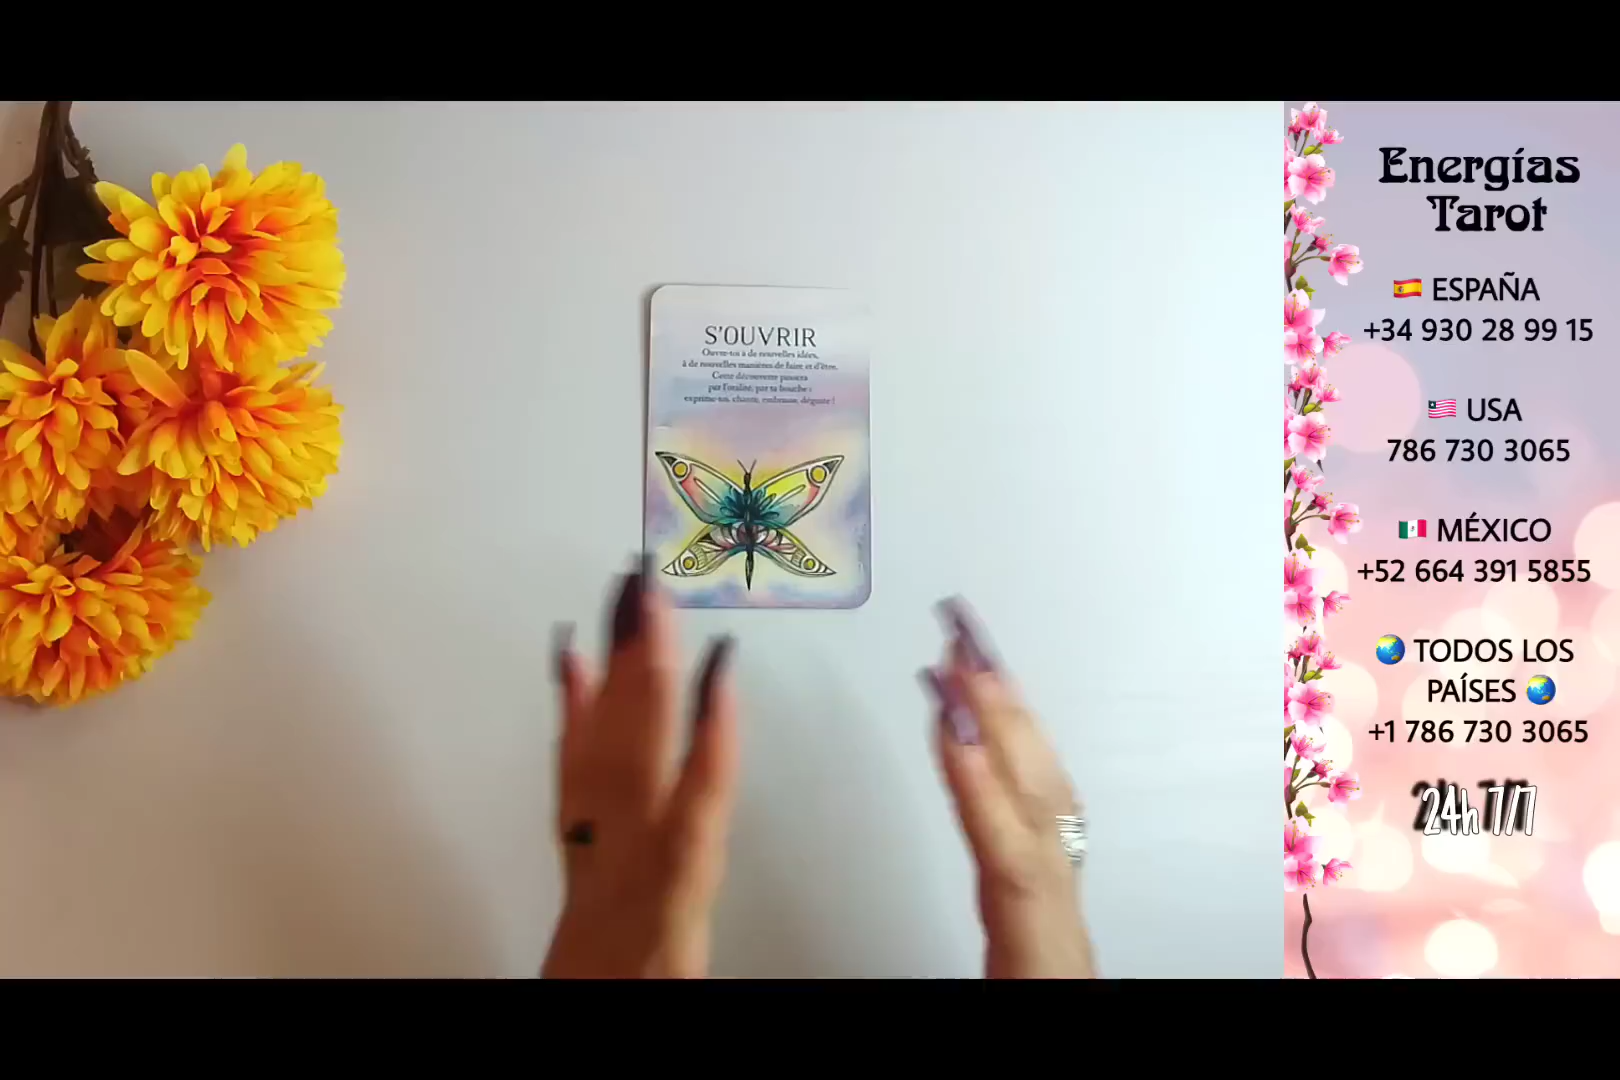 S'OUVRIR
Ouvre-toi à de nouvelles idées,
à de nouvelles manières de faire et d'être.
Cette découverte passera
par l'oralité, par ta bouche :
exprime-toi, chante, embrasse, déguste !
Energías
Tarot
ESPAÑA
+34 930 28 99 15
USA
786 730 3065
MÉXICO
+52 664 391 5855
TODOS LOS
PAÍSES
+1 786 730 3065
24h 7/7